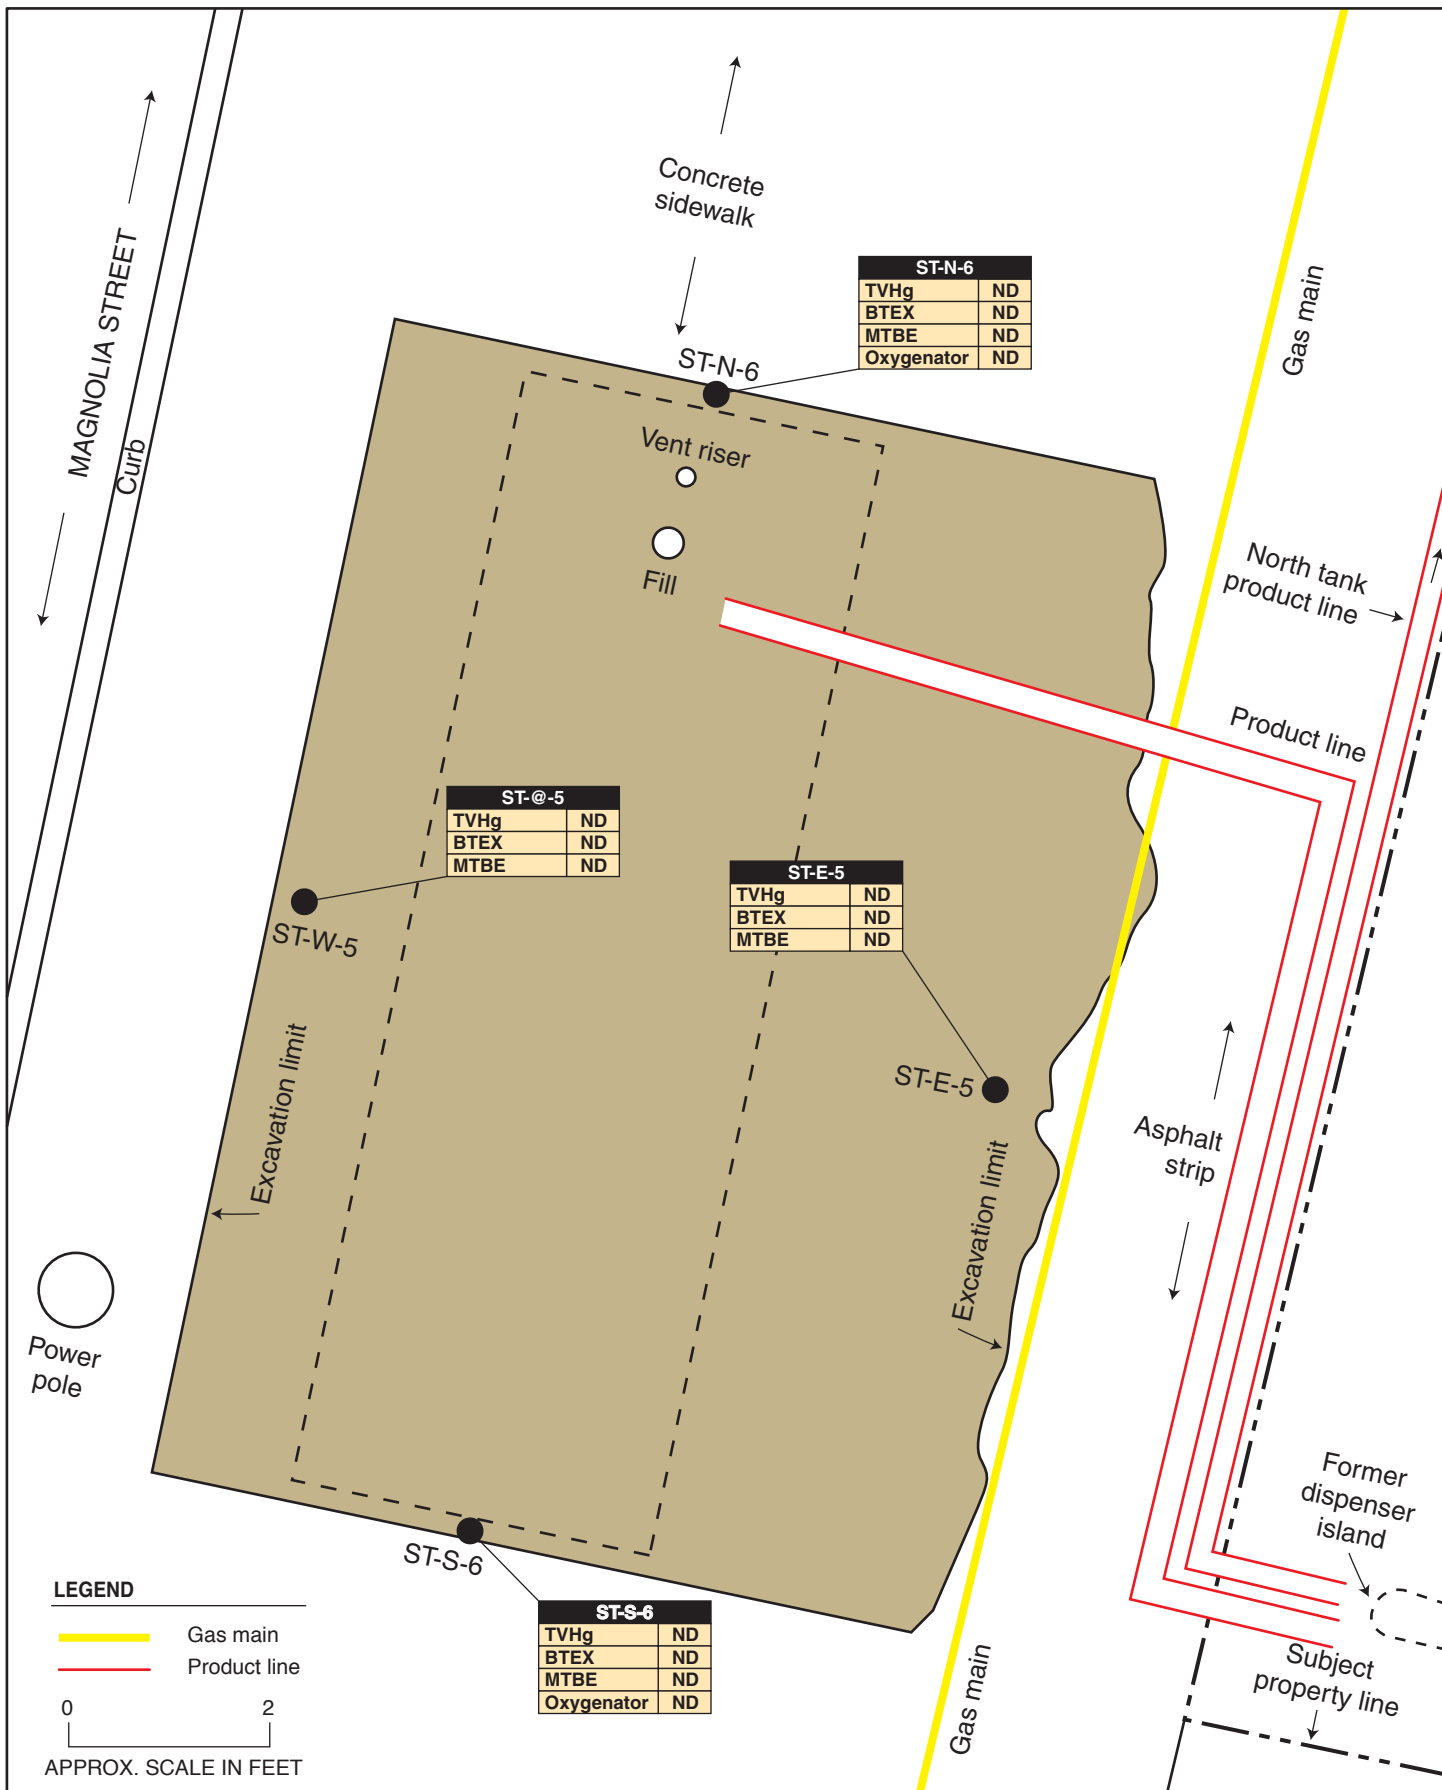 Concrete
sidewalk
MAGNOLIA STREET
Curb
ST-N-6
TVHg ND
BTEX ND
MTBE ND
Oxygenator ND
Gas main
ST-N-6
Vent riser
Fill
North tank
product line
Product line
ST-@-5
TVHg ND
BTEX ND
MTBE ND
ST-W-5
ST-E-5
TVHg ND
BTEX ND
MTBE ND
ST-E-5
Excavation limit
Excavation limit
Asphalt
strip
Power
pole
Former
dispenser
island
ST-S-6
ST-S-6
TVHg ND
BTEX ND
MTBE ND
Oxygenator ND
Gas main
Subject
property line
LEGEND
Gas main
Product line
0 2
APPROX. SCALE IN FEET